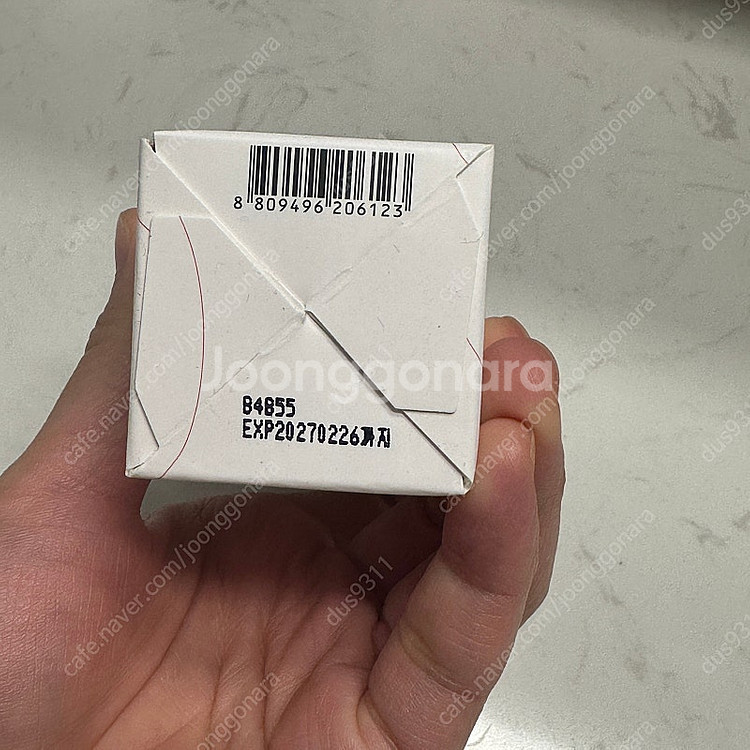 8 809496 206123
Joonggonara
B4855
EXP20270226까지
cafe.naver.com/joonggonara
dus9311